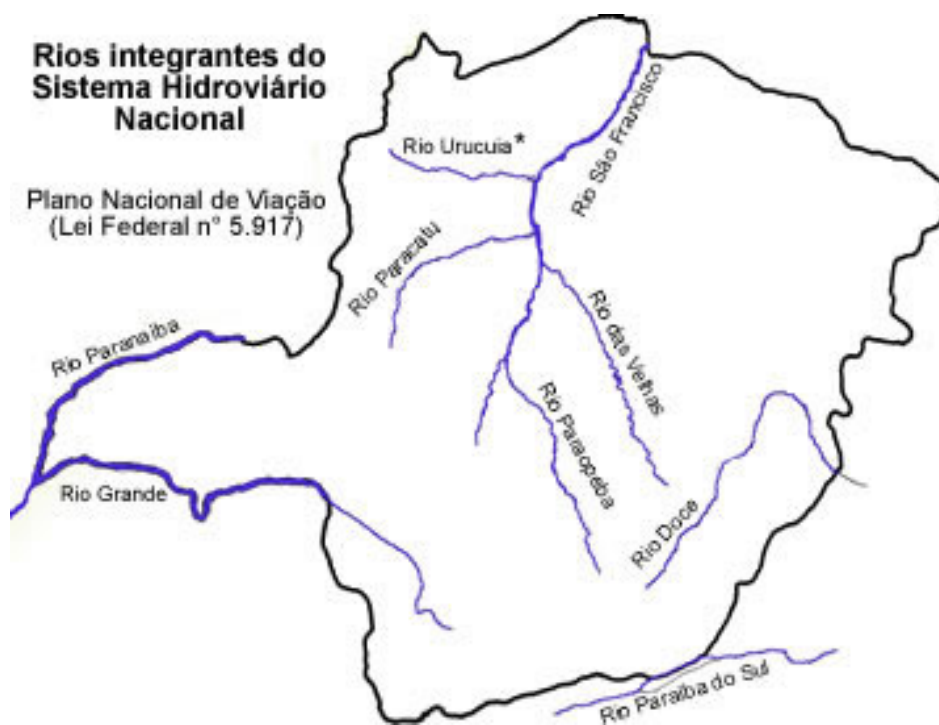 Rios integrantes do
Sistema Hidroviário
Nacional
Plano Nacional de Viação
(Lei Federal n° 5.917)
Rio Urucuia*
Rio São Francisco
Rio Paracatu
Rio Paranaíba
Rio das Velhas
Rio Paraopeba
Rio Grande
Rio Doce
Rio Paraíba do Sul